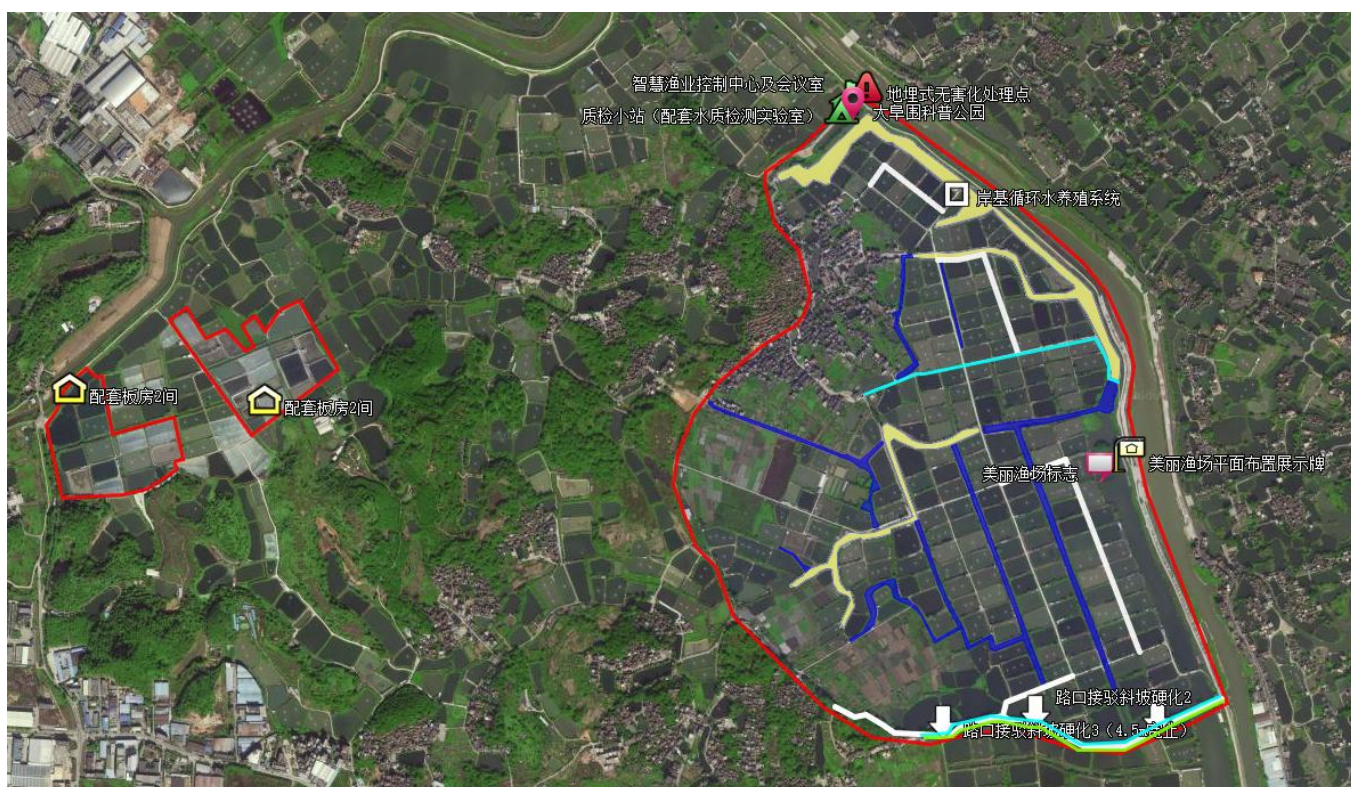 智慧渔业控制中心及会议室
地埋式无害化处理点
质检小站（配套水质检测实验室）
大旱围科普公园
岸基循环水养殖系统
配套板房2间
配套板房2间
美丽渔场标志
美丽渔场平面布置展示牌
路口接驳斜坡硬化2
路口接驳斜坡硬化3（4.5